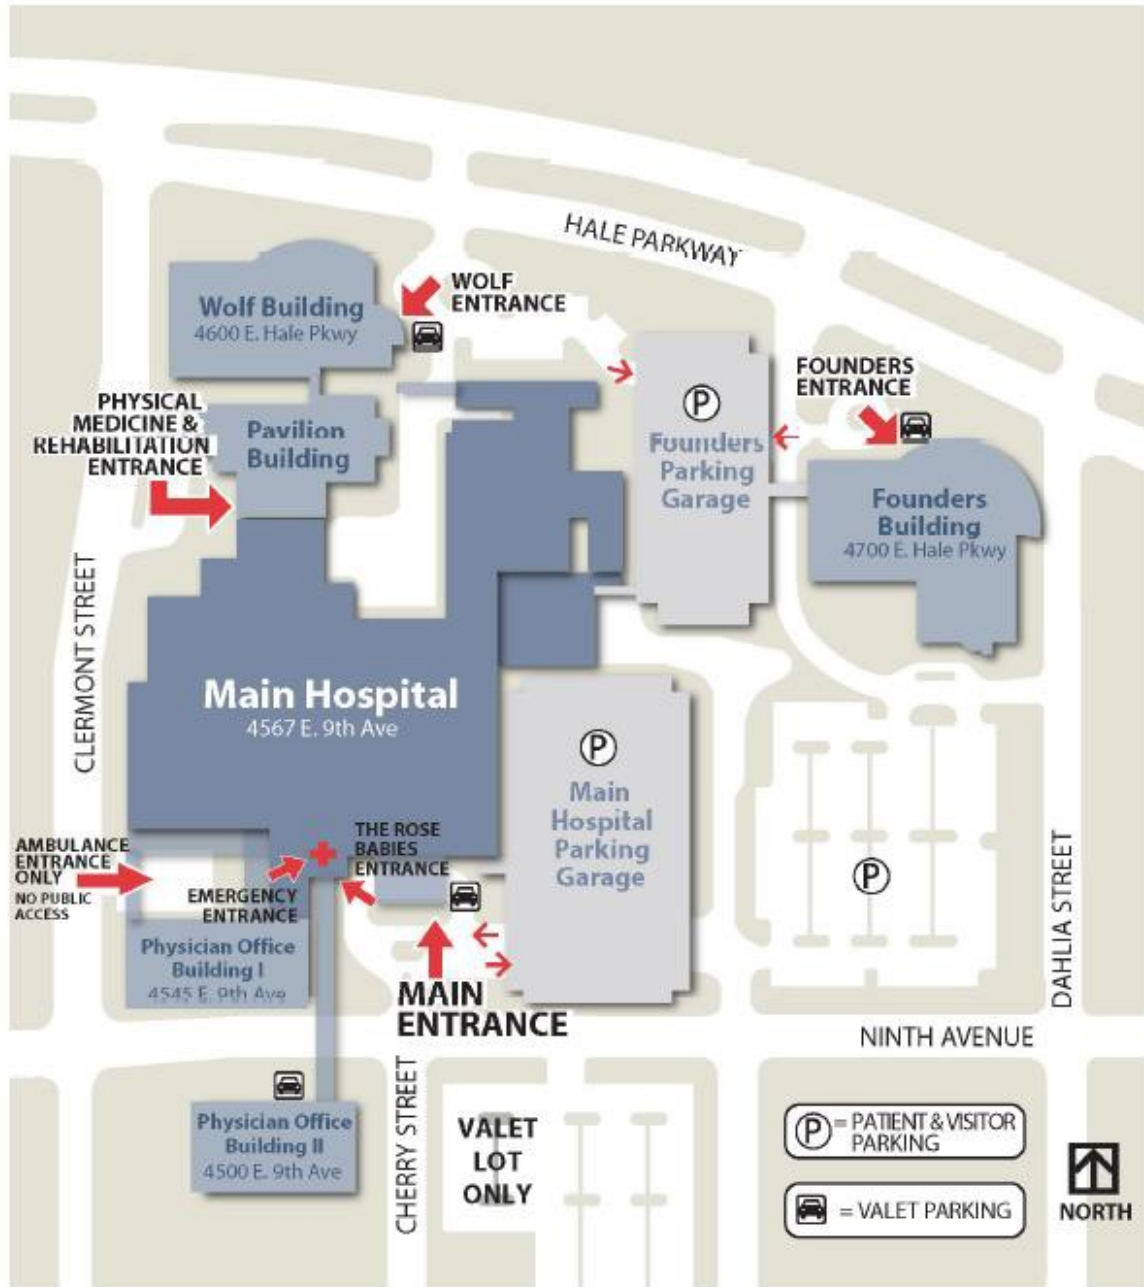 HALE PARKWAY
WOLF
ENTRANCE
Wolf Building
4600 E. Hale Pkwy
FOUNDERS
ENTRANCE
PHYSICAL
MEDICINE &
REHABILITATION
ENTRANCE
Pavilion
Building
P
Founders
Parking
Garage
Founders
Building
4700 E. Hale Pkwy
CLERMONT STREET
Main Hospital
4567 E. 9th Ave
P
Main
Hospital
Parking
Garage
P
DAHLIA STREET
AMBULANCE
ENTRANCE
ONLY
NO PUBLIC
ACCESS
THE ROSE
BABIES
ENTRANCE
EMERGENCY
ENTRANCE
Physician Office
Building I
4545 E. 9th Ave
MAIN
ENTRANCE
NINTH AVENUE
CHERRY STREET
Physician Office
Building II
4500 E. 9th Ave
VALET
LOT
ONLY
P = PATIENT & VISITOR
PARKING
= VALET PARKING
NORTH